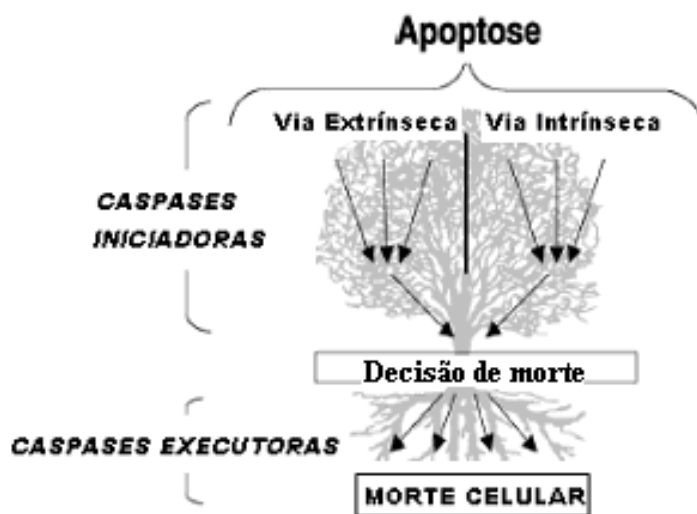 Apoptose
Via Extrínseca
Via Intrínseca
CASPASES
INICIADORAS
Decisão de morte
CASPASES EXECUTORAS
MORTE CELULAR